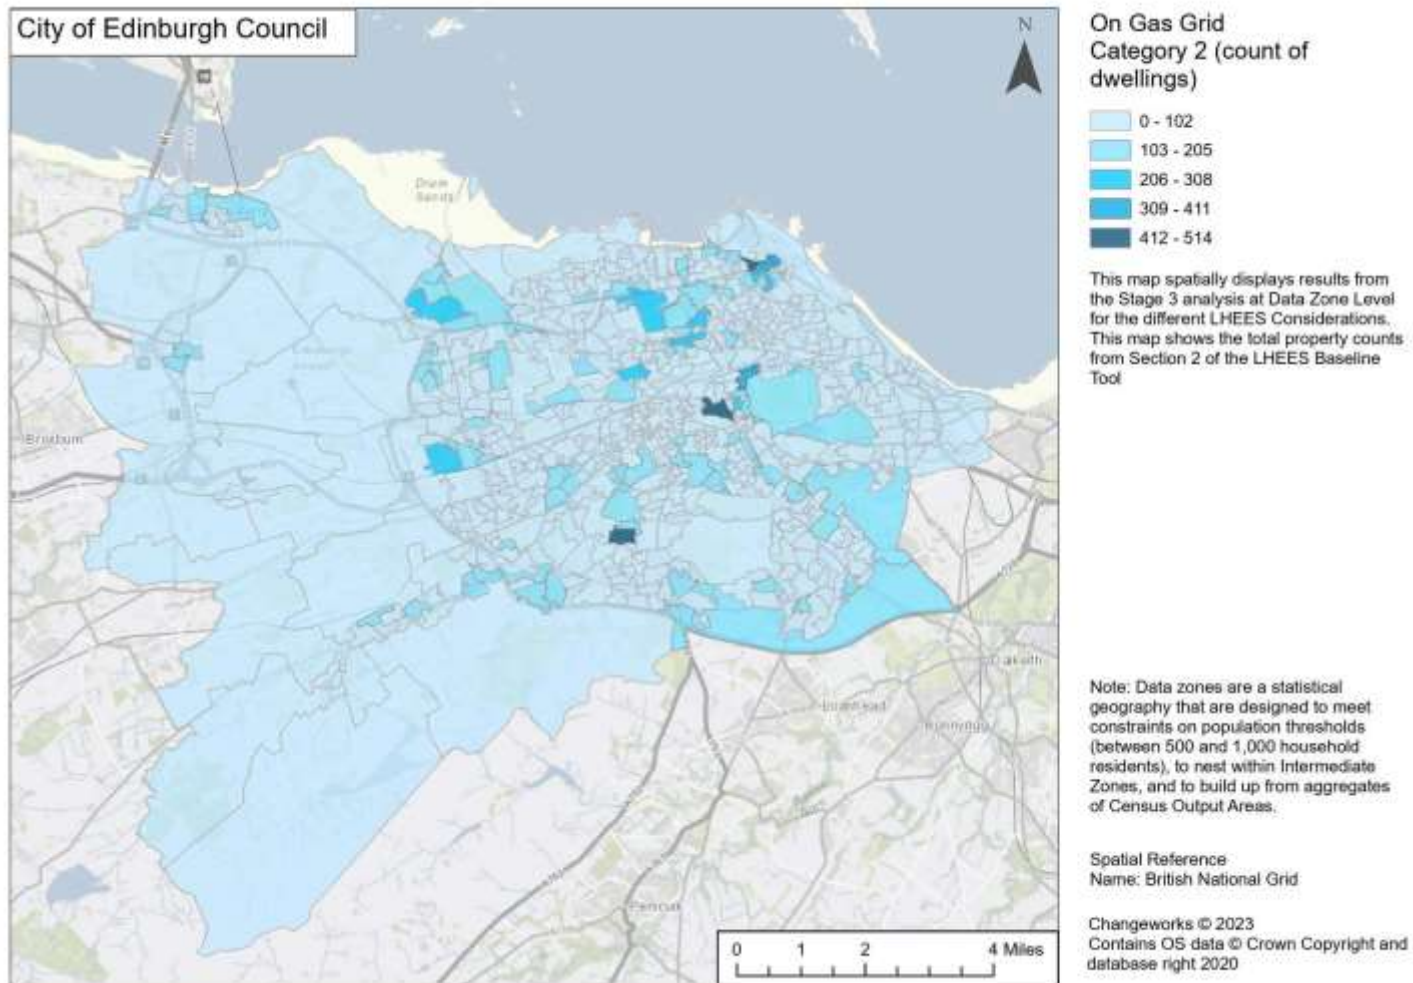 City of Edinburgh Council
N
Drum
Sands
Broxburn
Dalkeith
Loanhead
Bonnyrigg
Penicuik
0 1 2 4 Miles
On Gas Grid
Category 2 (count of
dwellings)
0 - 102
103 - 205
206 - 308
309 - 411
412 - 514
This map spatially displays results from
the Stage 3 analysis at Data Zone Level
for the different LHEES Considerations.
This map shows the total property counts
from Section 2 of the LHEES Baseline
Tool
Note: Data zones are a statistical
geography that are designed to meet
constraints on population thresholds
(between 500 and 1,000 household
residents), to nest within Intermediate
Zones, and to build up from aggregates
of Census Output Areas.
Spatial Reference
Name: British National Grid
Changeworks © 2023
Contains OS data © Crown Copyright and
database right 2020